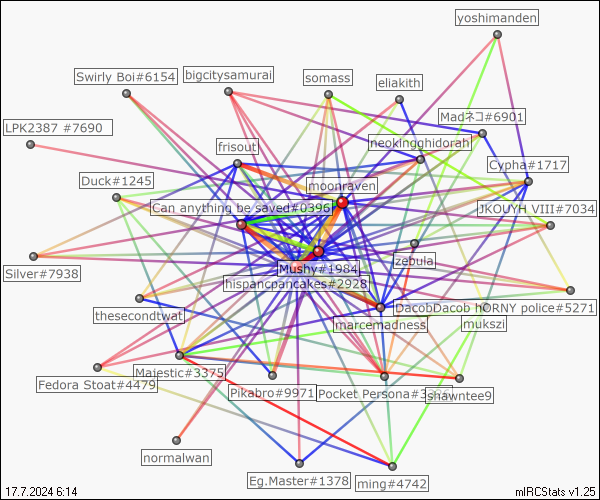 yoshimanden
Swirly Boi#6154
bigcitysamurai
somass
eliakith
Madネコ#6901
LPK2387 #7690
frisout
neokingghidorah
Cypha#1717
Duck#1245
moonraven
Can anything be saved#0396
JKOUYH_VIII#7034
zebula
Silver#7938
Mushy#1984
hispancpancakes#2928
thesecondtwat
DacobDacob hORNY police#5271
marcemadness
mukszi
Majestic#3375
Fedora Stoat#4479
Pikabro#9971
Pocket Persona#3
shawntee9
normalwan
Eg.Master#1378
ming#4742
17.7.2024 6:14
mIRCStats v1.25